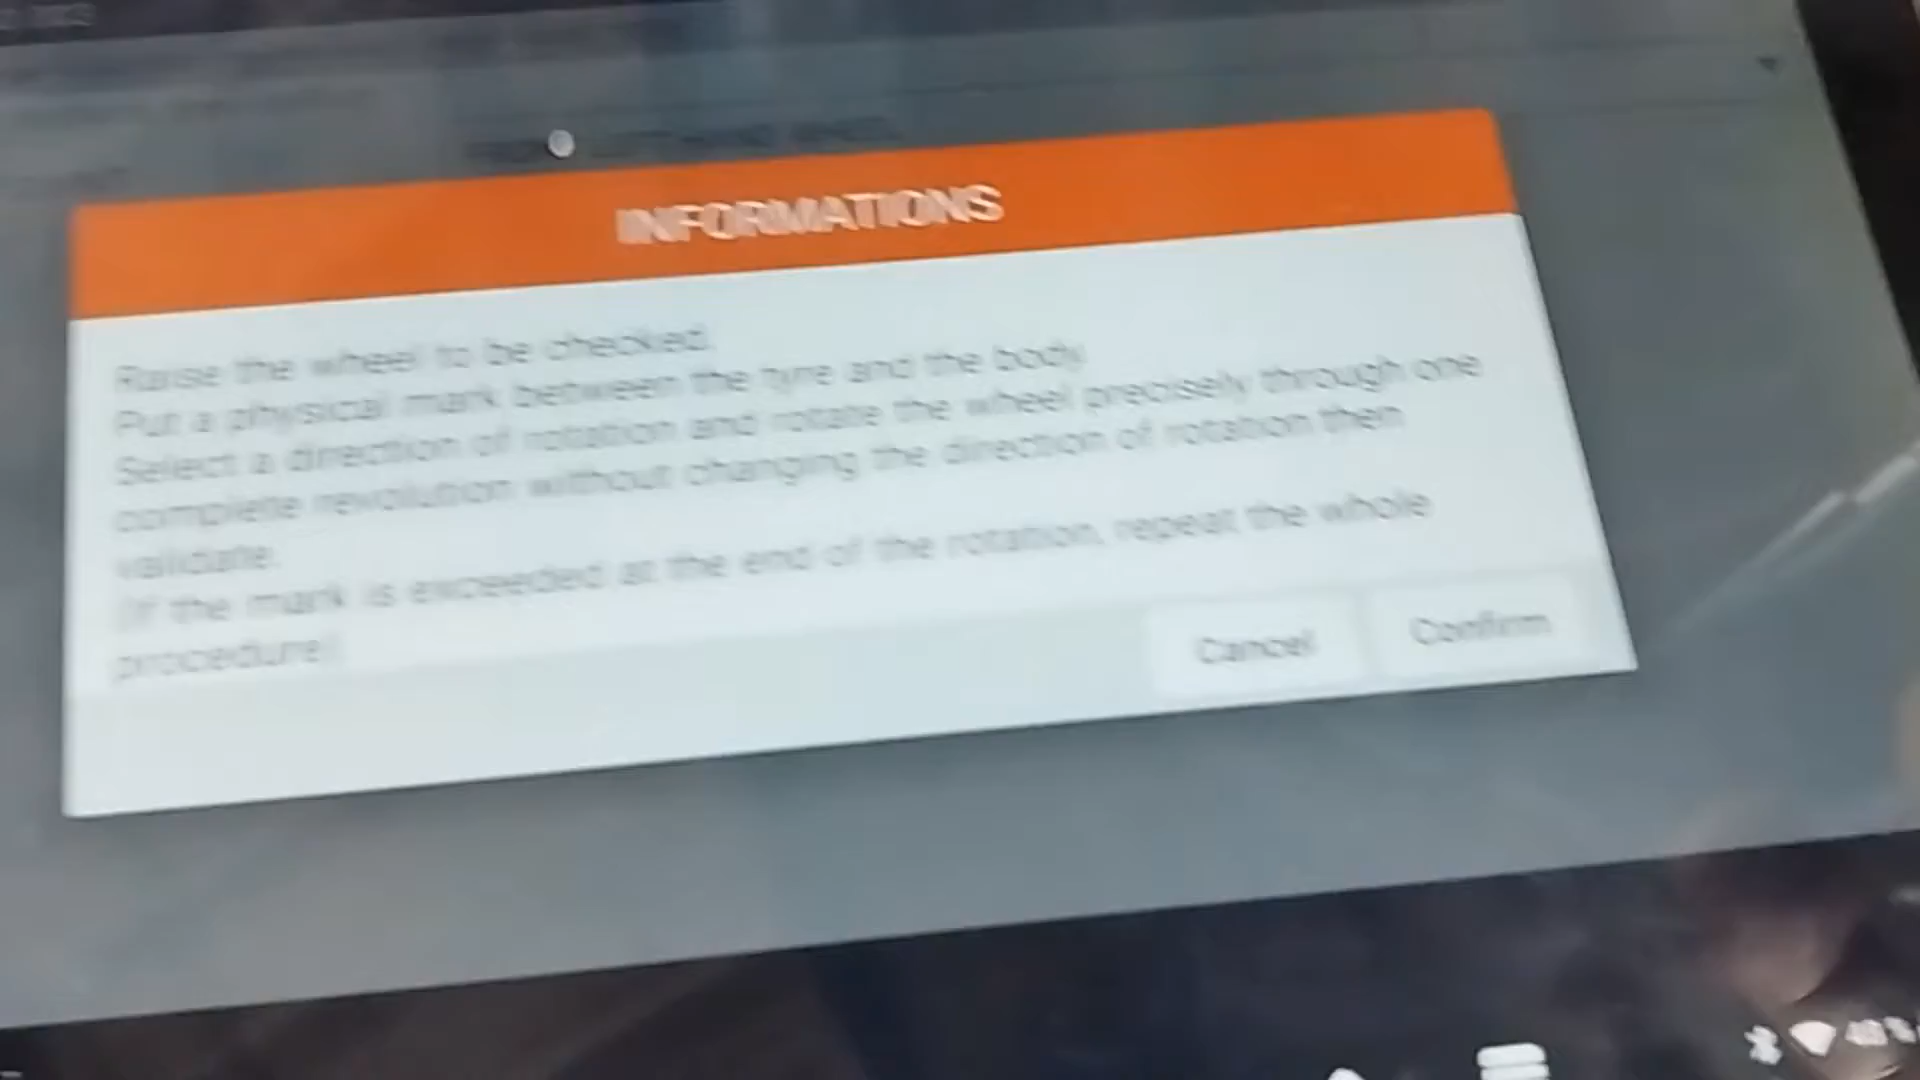 INFORMATIONS
Raise the wheel to be checked.
Put a physical mark between the tyre and the body.
Select a direction of rotation and rotate the wheel precisely through one
complete revolution without changing the direction of rotation then
validate.
(If the mark is exceeded at the end of the rotation, repeat the whole
procedure)
Cancel
Confirm